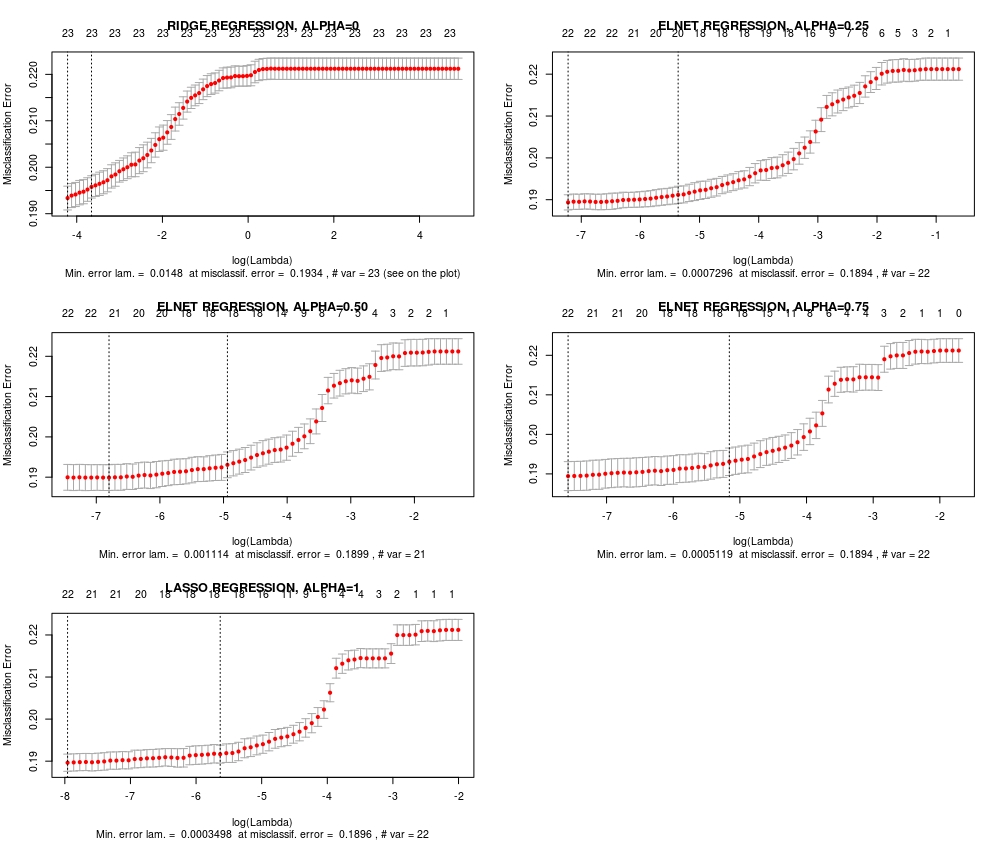 RIDGE REGRESSION, ALPHA=0
23 23 23 23 23 23 23 23 23 23 23 23 23 23 23 23 23
Misclassification Error
0.220
0.210
0.200
0.190
-4 -2 0 2 4
log(Lambda)
Min. error lam. = 0.0148 at misclassif. error = 0.1934 , # var = 23 (see on the plot)
ELNET REGRESSION, ALPHA=0.25
22 22 22 21 20 20 18 18 18 19 18 16 9 7 6 6 5 3 2 1
Misclassification Error
0.22
0.21
0.20
0.19
-7 -6 -5 -4 -3 -2 -1
log(Lambda)
Min. error lam. = 0.0007296 at misclassif. error = 0.1894 , # var = 22
ELNET REGRESSION, ALPHA=0.50
22 22 21 20 20 18 18 18 18 14 9 6 7 5 4 3 2 2 1
Misclassification Error
0.22
0.21
0.20
0.19
-7 -6 -5 -4 -3 -2
log(Lambda)
Min. error lam. = 0.001114 at misclassif. error = 0.1899 , # var = 21
ELNET REGRESSION, ALPHA=0.75
22 21 21 20 18 18 18 18 15 11 8 6 4 4 3 2 1 1 0
Misclassification Error
0.22
0.21
0.20
0.19
-7 -6 -5 -4 -3 -2
log(Lambda)
Min. error lam. = 0.0005119 at misclassif. error = 0.1894 , # var = 22
LASSO REGRESSION, ALPHA=1
22 21 21 20 18 18 18 18 16 11 9 6 4 4 3 2 1 1 1
Misclassification Error
0.22
0.21
0.20
0.19
-8 -7 -6 -5 -4 -3 -2
log(Lambda)
Min. error lam. = 0.0003498 at misclassif. error = 0.1896 , # var = 22